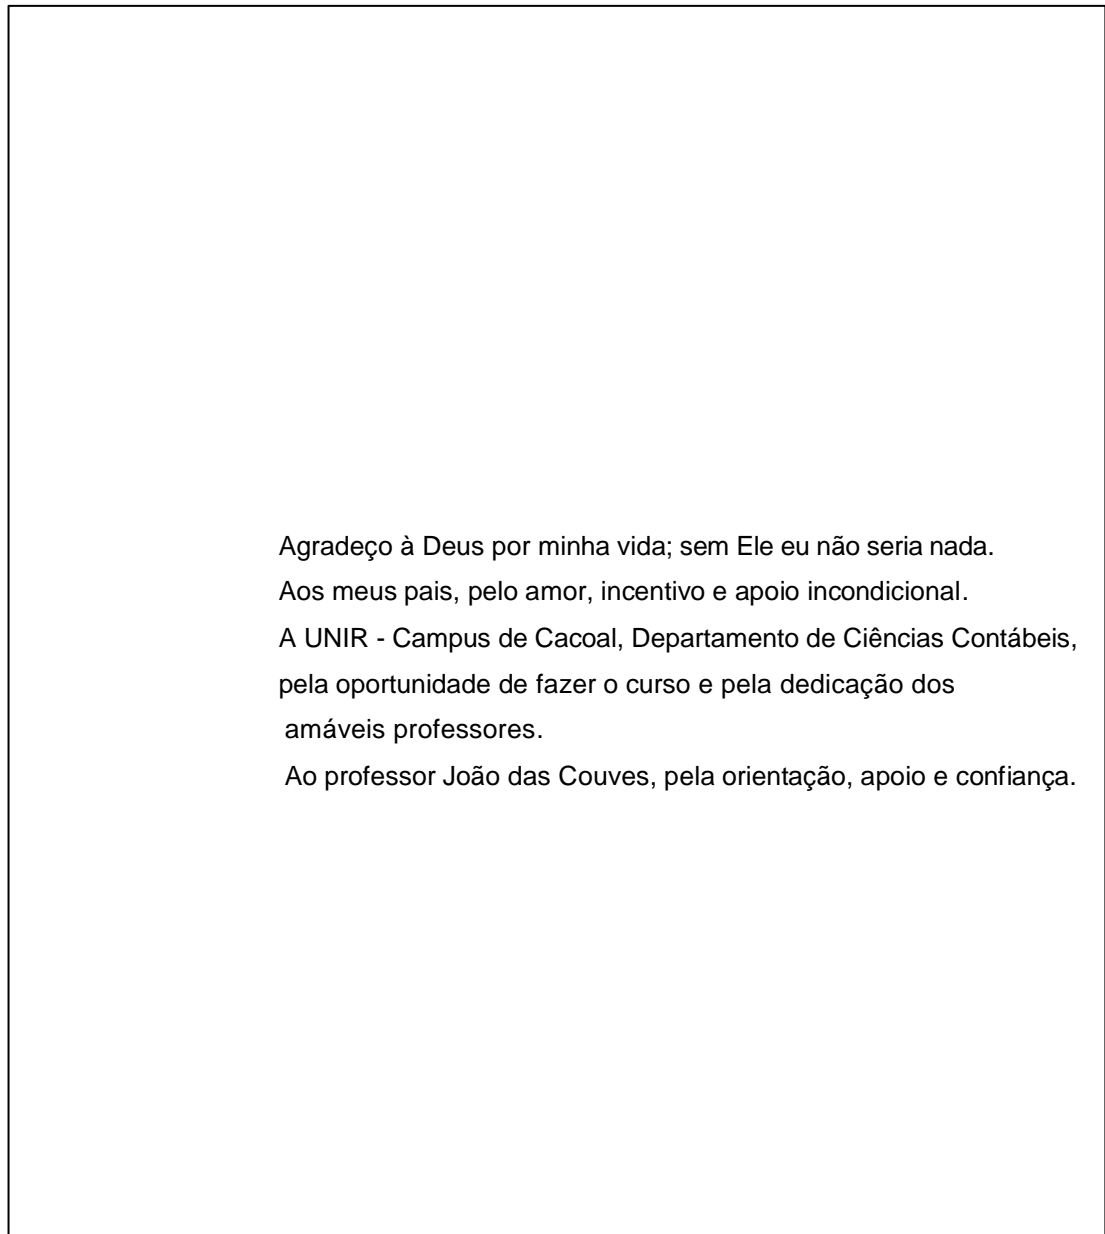 Agradeço à Deus por minha vida; sem Ele eu não seria nada.
Aos meus pais, pelo amor, incentivo e apoio incondicional.
A UNIR - Campus de Cacoal, Departamento de Ciências Contábeis,
pela oportunidade de fazer o curso e pela dedicação dos
amáveis professores.
Ao professor João das Couves, pela orientação, apoio e confiança.